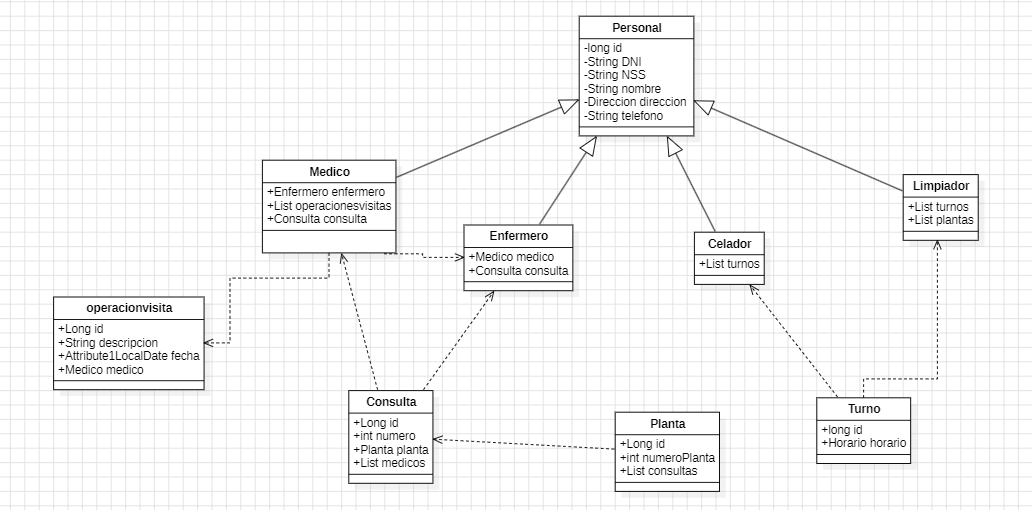 Personal
-long id
-String DNI
-String NSS
-String nombre
-Direccion direccion
-String telefono
Medico
+Enfermero enfermero
+List operacionesvisitas
+Consulta consulta
Enfermero
+Medico medico
+Consulta consulta
Celador
+List turnos
Limpiador
+List turnos
+List plantas
operacionvisita
+Long id
+String descripcion
+Attribute1LocalDate fecha
+Medico medico
Consulta
+Long id
+int numero
+Planta planta
+List medicos
Planta
+Long id
+int numeroPlanta
+List consultas
Turno
+long id
+Horario horario